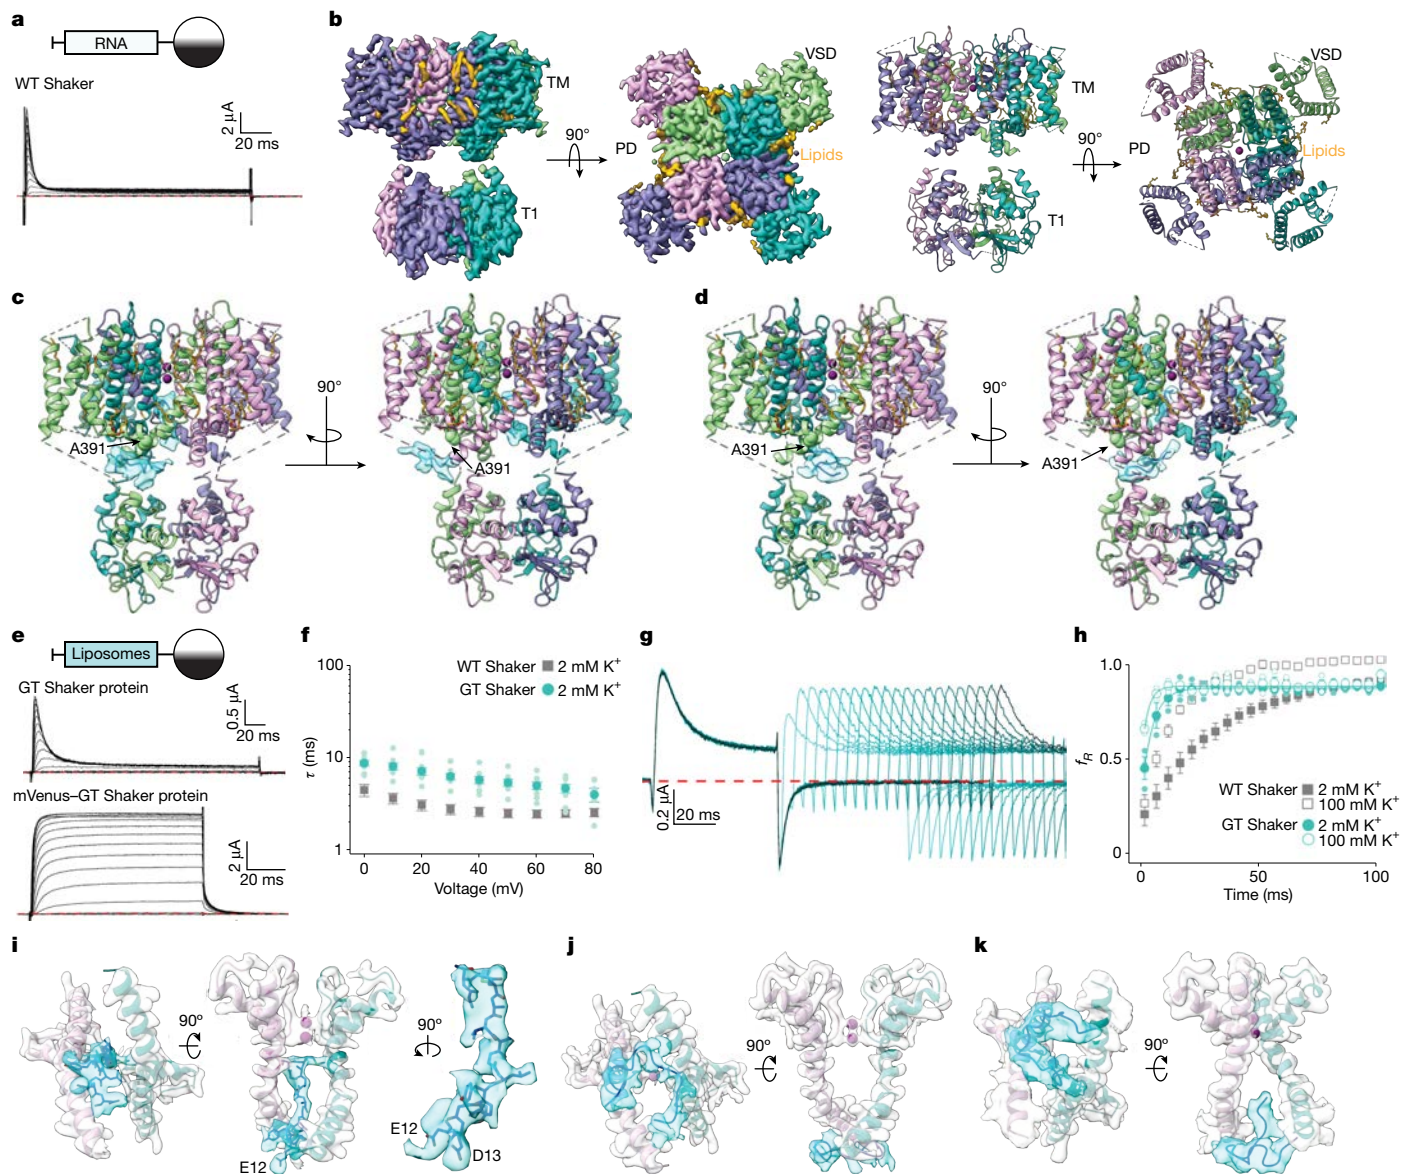 a
RNA
WT Shaker
2 µA
20 ms
b
TM
T1
90°
VSD
PD
Lipids
TM
T1
90°
VSD
PD
Lipids
c
A391
90°
A391
d
A391
90°
A391
e
Liposomes
GT Shaker protein
0.5 µA
20 ms
mVenus–GT Shaker protein
2 µA
20 ms
f
WT Shaker 2 mM K+
GT Shaker 2 mM K+
100
10
1
τ (ms)
0 20 40 60 80
Voltage (mV)
g
0.2 µA
20 ms
h
1.0
0.5
0
fR
WT Shaker 2 mM K+
100 mM K+
GT Shaker 2 mM K+
100 mM K+
0 50 100
Time (ms)
i
90°
E12
90°
E12
D13
j
90°
k
90°